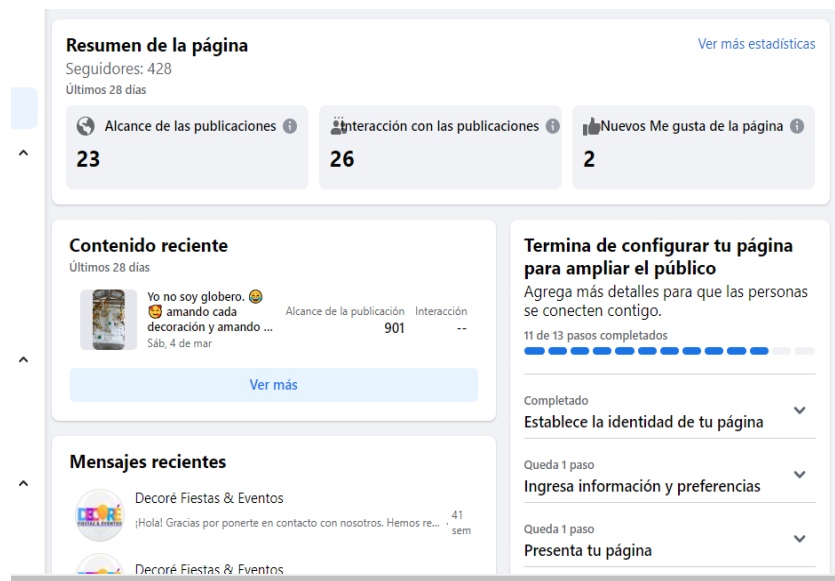 Resumen de la página
Ver más estadísticas
Seguidores: 428
Últimos 28 días
Alcance de las publicaciones
23
Interacción con las publicaciones
26
Nuevos Me gusta de la página
2
Contenido reciente
Últimos 28 días
Yo no soy globero. 😂
🥰 amando cada
decoración y amando ...
Sáb, 4 de mar
Alcance de la publicación
901
Interacción
--
Ver más
Mensajes recientes
Decoré Fiestas & Eventos
¡Hola! Gracias por ponerte en contacto con nosotros. Hemos re... · 41
sem
DECORÉ
FIESTAS & EVENTOS
Decoré Fiestas & Eventos
Termina de configurar tu página
para ampliar el público
Agrega más detalles para que las personas
se conecten contigo.
11 de 13 pasos completados
Completado
Establece la identidad de tu página
Queda 1 paso
Ingresa información y preferencias
Queda 1 paso
Presenta tu página